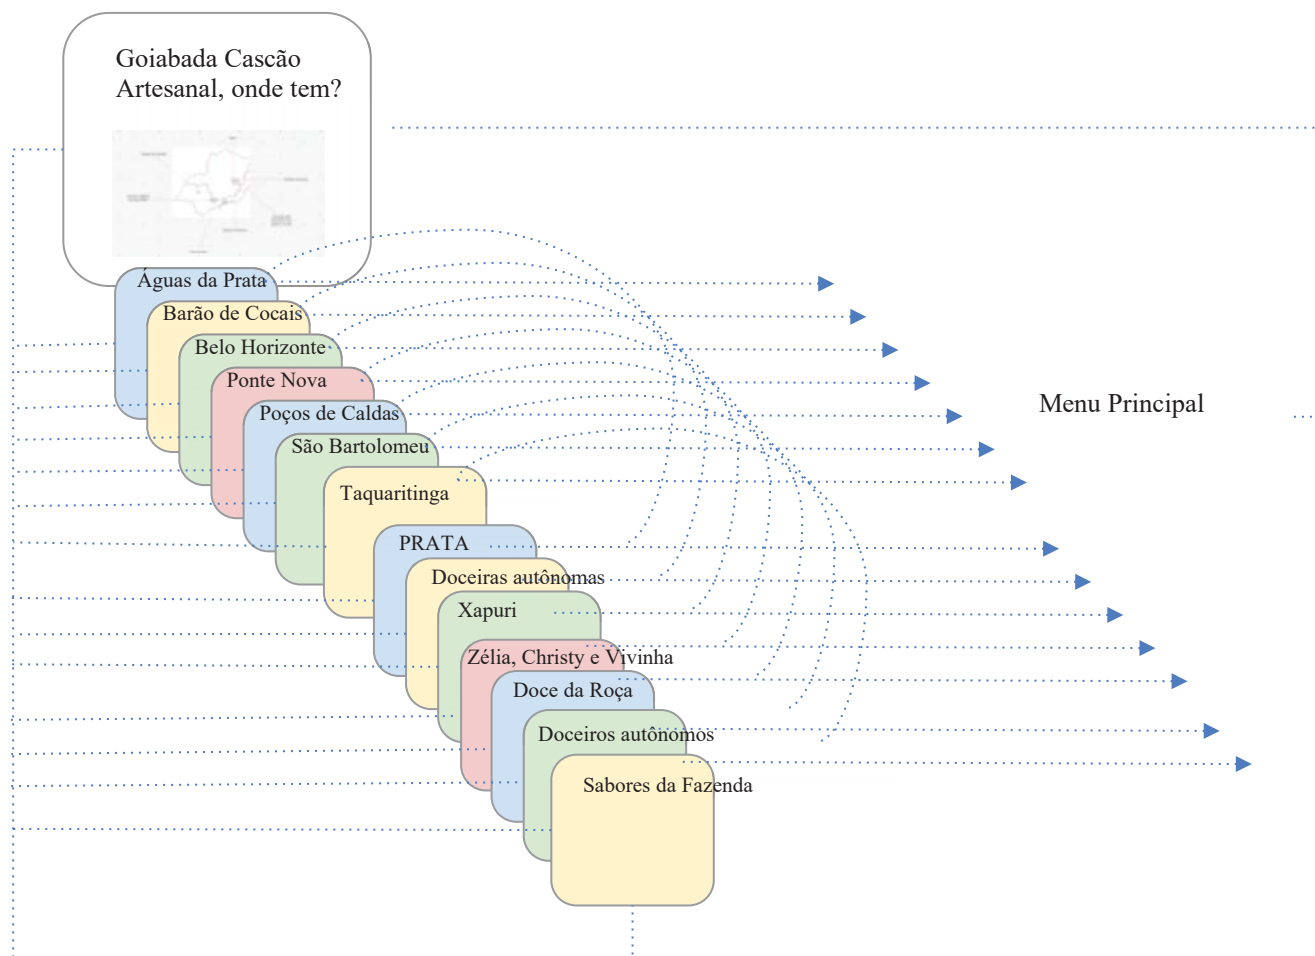 Goiabada Cascão
Artesanal, onde tem?
Águas da Prata
Barão de Cocais
Belo Horizonte
Ponte Nova
Menu Principal
Poços de Caldas
São Bartolomeu
Taquaritinga
PRATA
Doceiras autônomas
Xapuri
Zélia, Christy e Vivinha
Doce da Roça
Doceiros autônomos
Sabores da Fazenda